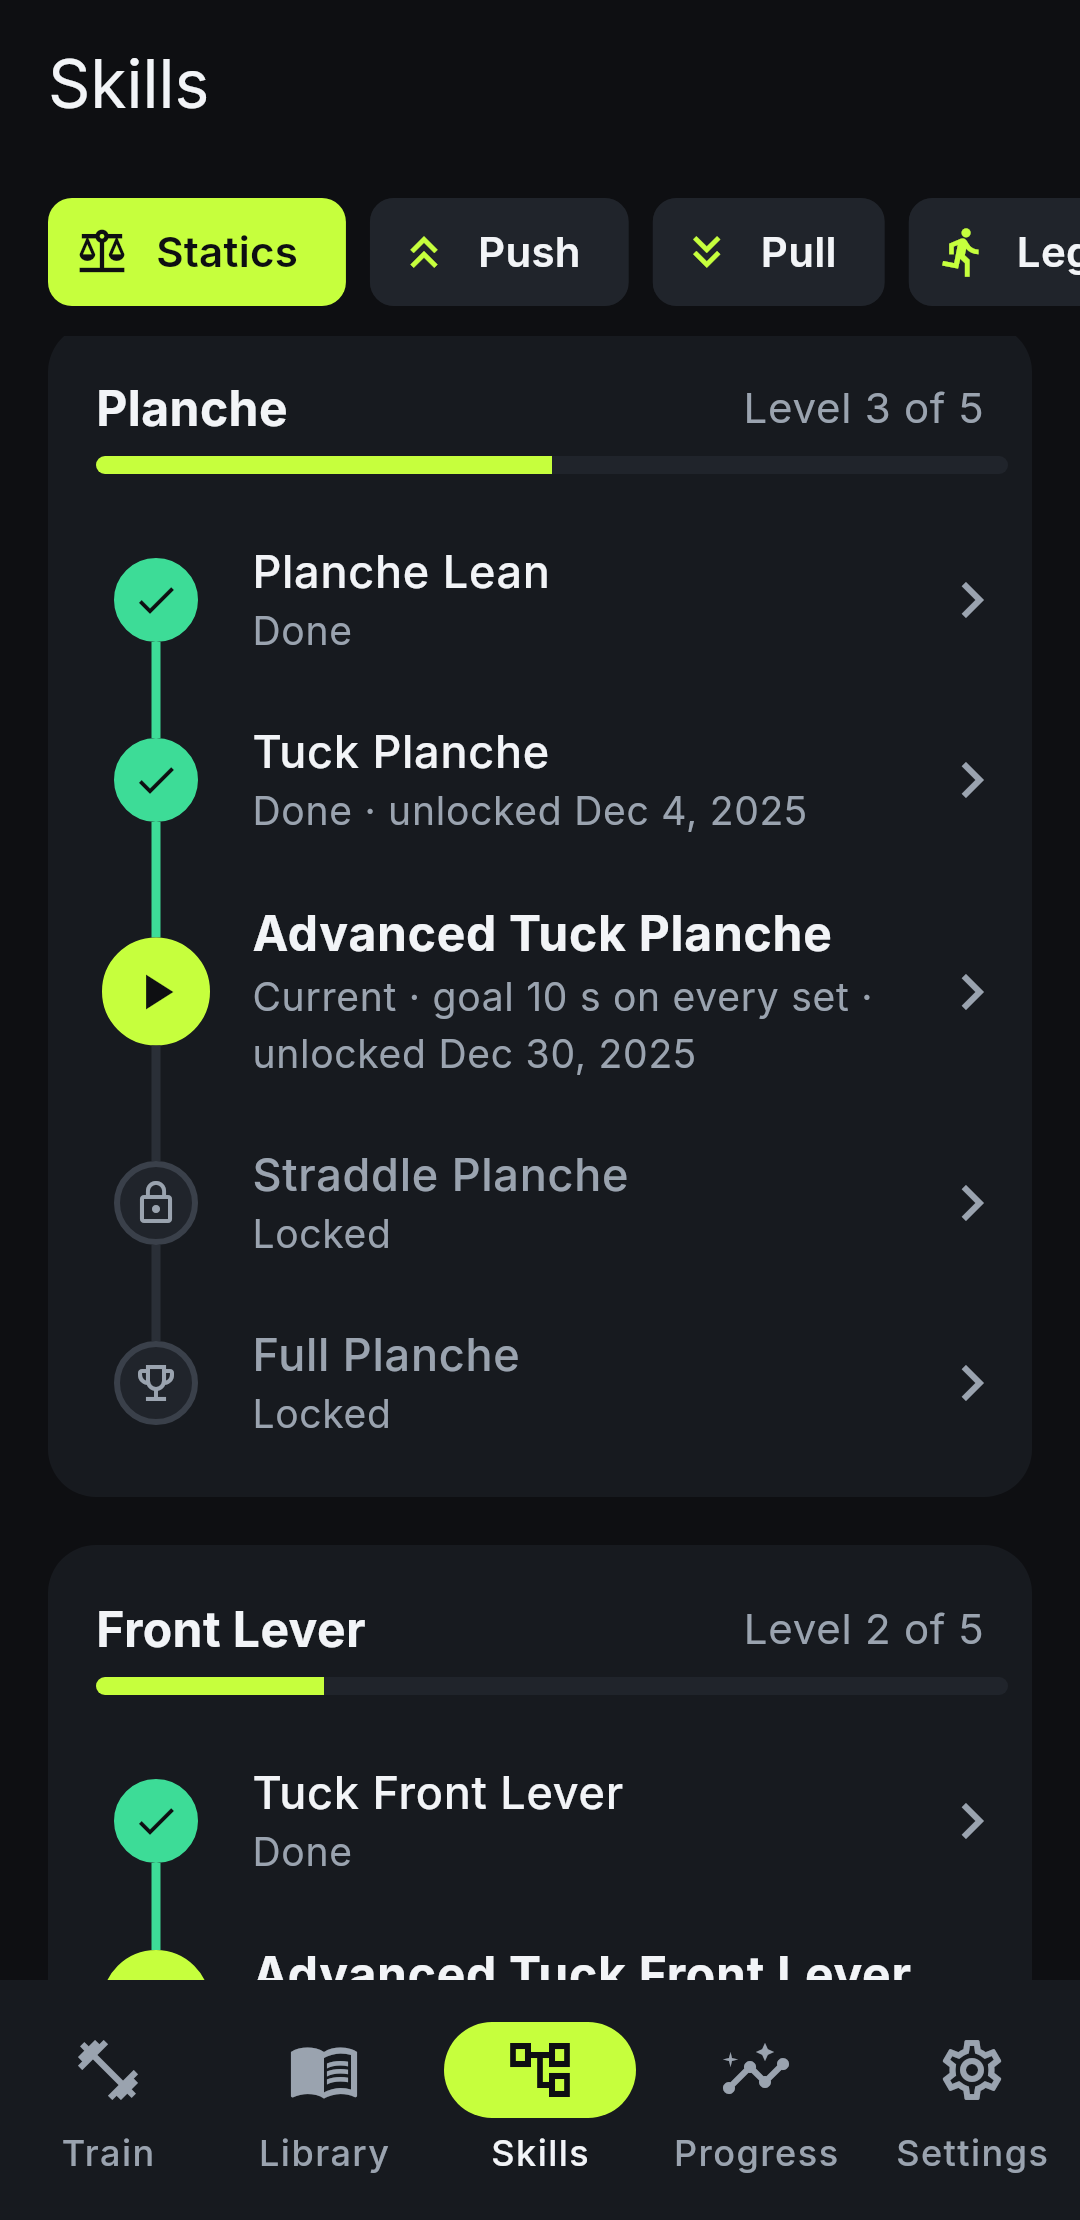 Skills
Statics
Push
Pull
Leg
Planche
Level 3 of 5
Planche Lean
Done
Tuck Planche
Done · unlocked Dec 4, 2025
Advanced Tuck Planche
Current · goal 10 s on every set ·
unlocked Dec 30, 2025
Straddle Planche
Locked
Full Planche
Locked
Front Lever
Level 2 of 5
Tuck Front Lever
Done
Advanced Tuck Front Lever
Train
Library
Skills
Progress
Settings